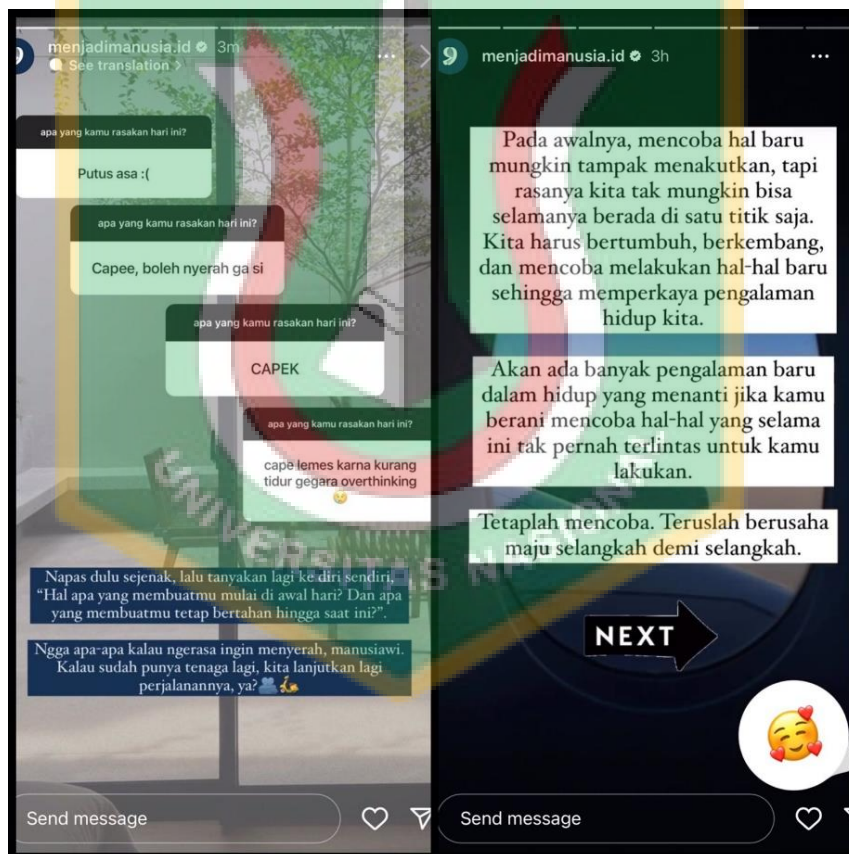 menjadimanusia.id 3m
See translation >
apa yang kamu rasakan hari ini?
Putus asa :(
apa yang kamu rasakan hari ini?
Capee, boleh nyerah ga si
apa yang kamu rasakan hari ini?
CAPEK
apa yang kamu rasakan hari ini?
cape lemes karna kurang
tidur gegara overthinking
😢
Napas dulu sejenak, lalu tanyakan lagi ke diri sendiri,
“Hal apa yang membuatmu mulai di awal hari? Dan apa
yang membuatmu tetap bertahan hingga saat ini?”.
Ngga apa-apa kalau ngerasa ingin menyerah, manusiawi.
Kalau sudah punya tenaga lagi, kita lanjutkan lagi
perjalanannya, ya?🫂💪
Send message
menjadimanusia.id 3h
Pada awalnya, mencoba hal baru
mungkin tampak menakutkan, tapi
rasanya kita tak mungkin bisa
selamanya berada di satu titik saja.
Kita harus bertumbuh, berkembang,
dan mencoba melakukan hal-hal baru
sehingga memperkaya pengalaman
hidup kita.
Akan ada banyak pengalaman baru
dalam hidup yang menanti jika kamu
berani mencoba hal-hal yang selama
ini tak pernah terlintas untuk kamu
lakukan.
Tetaplah mencoba. Teruslah berusaha
maju selangkah demi selangkah.
NEXT
Send message
UNIVERSITAS NASIONAL